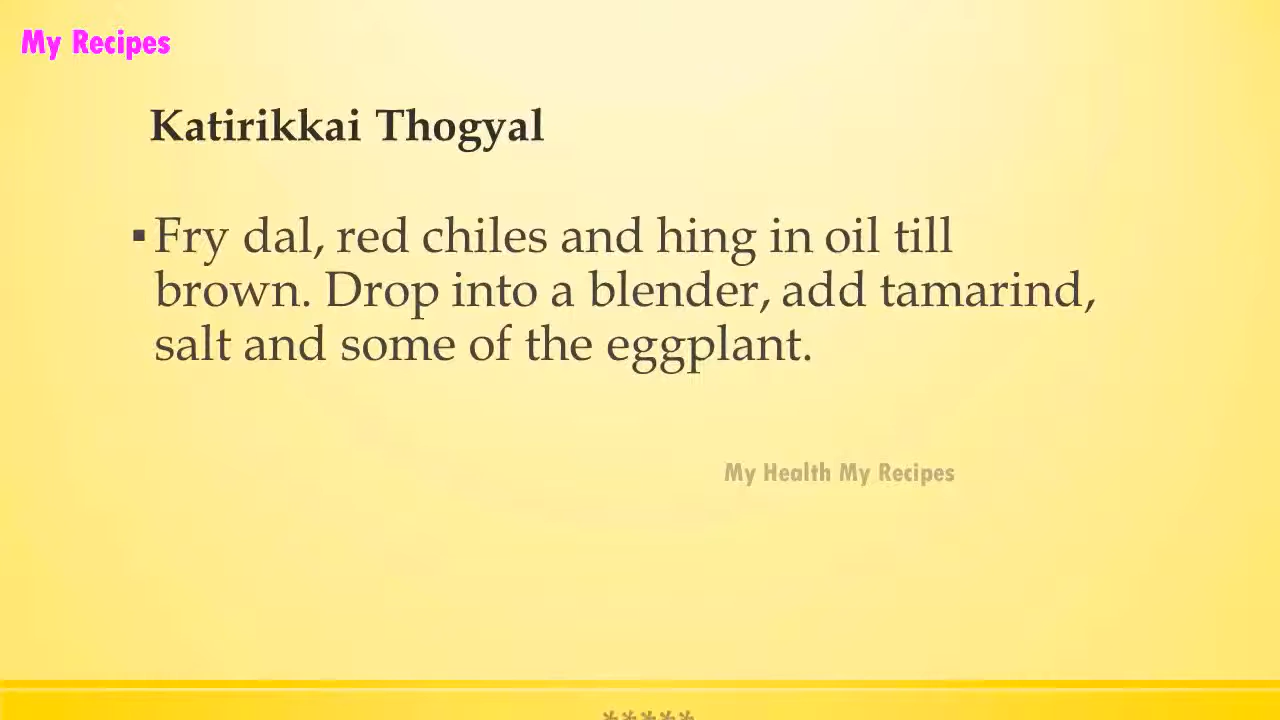 My Recipes
Katirikkai Thogyal
▪ Fry dal, red chiles and hing in oil till
brown. Drop into a blender, add tamarind,
salt and some of the eggplant.
My Health My Recipes
*****